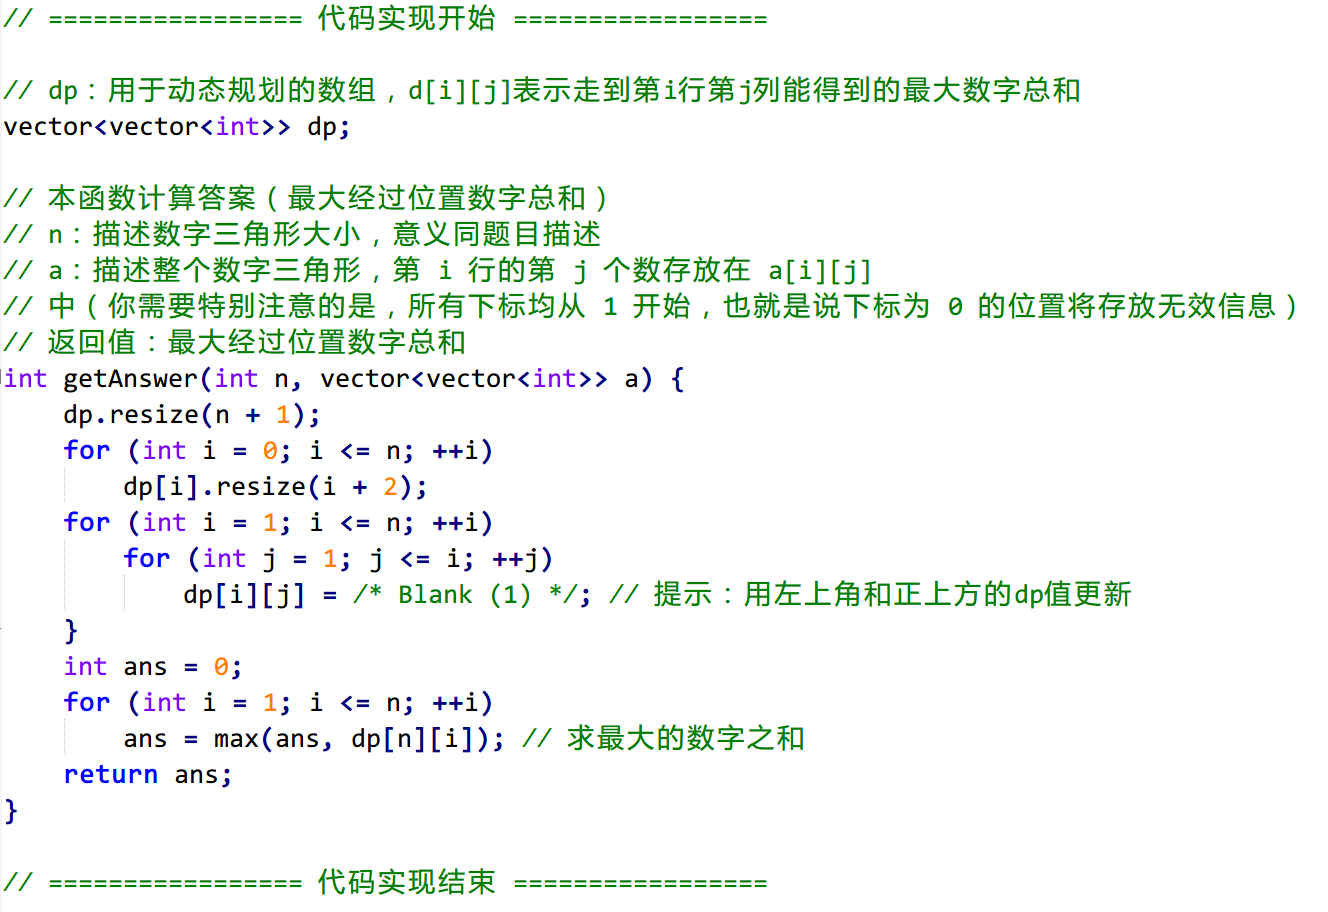 // ================= 代码实现开始 =================
// dp：用于动态规划的数组，d[i][j]表示走到第i行第j列能得到的最大数字总和
vector<vector<int>> dp;
// 本函数计算答案（最大经过位置数字总和）
// n：描述数字三角形大小，意义同题目描述
// a：描述整个数字三角形，第 i 行的第 j 个数存放在 a[i][j]
// 中（你需要特别注意的是，所有下标均从 1 开始，也就是说下标为 0 的位置将存放无效信息）
// 返回值：最大经过位置数字总和
int getAnswer(int n, vector<vector<int>> a) {
    dp.resize(n + 1);
    for (int i = 0; i <= n; ++i)
        dp[i].resize(i + 2);
    for (int i = 1; i <= n; ++i)
        for (int j = 1; j <= i; ++j)
            dp[i][j] = /* Blank (1) */; // 提示：用左上角和正上方的dp值更新
    }
    int ans = 0;
    for (int i = 1; i <= n; ++i)
        ans = max(ans, dp[n][i]); // 求最大的数字之和
    return ans;
}
// ================= 代码实现结束 =================